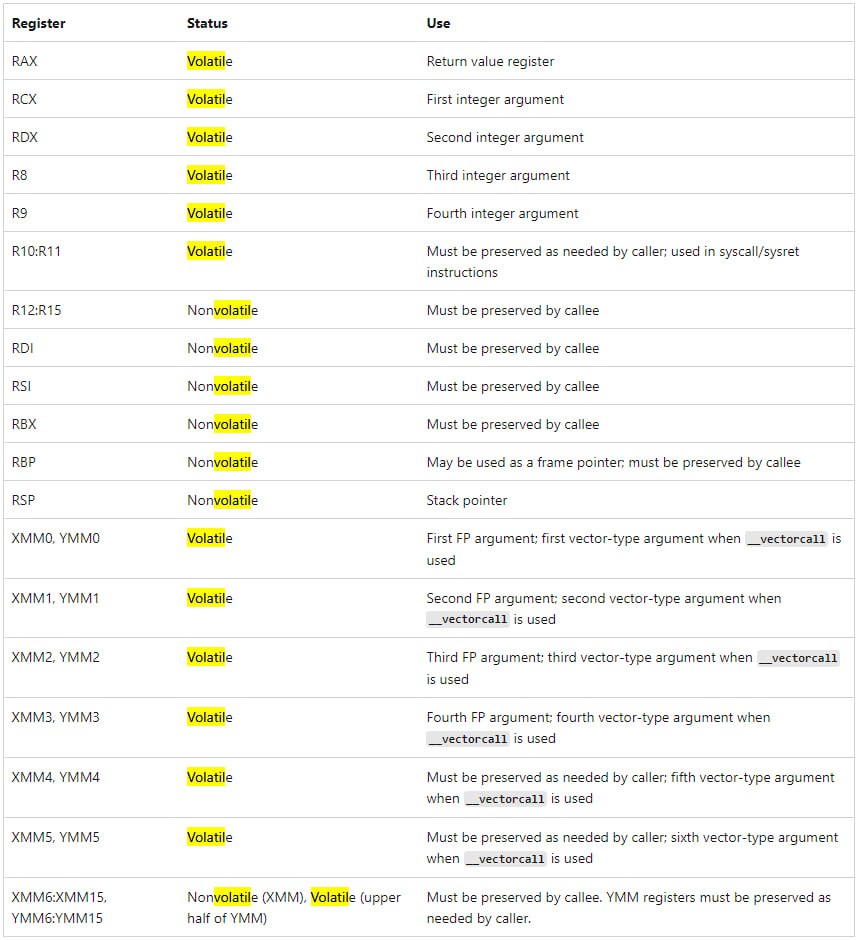 Register Status Use
RAX Volatile Return value register
RCX Volatile First integer argument
RDX Volatile Second integer argument
R8 Volatile Third integer argument
R9 Volatile Fourth integer argument
R10:R11 Volatile Must be preserved as needed by caller; used in syscall/sysret
instructions
R12:R15 Nonvolatile Must be preserved by callee
RDI Nonvolatile Must be preserved by callee
RSI Nonvolatile Must be preserved by callee
RBX Nonvolatile Must be preserved by callee
RBP Nonvolatile May be used as a frame pointer; must be preserved by callee
RSP Nonvolatile Stack pointer
XMM0, YMM0 Volatile First FP argument; first vector-type argument when __vectorcall is
used
XMM1, YMM1 Volatile Second FP argument; second vector-type argument when
__vectorcall is used
XMM2, YMM2 Volatile Third FP argument; third vector-type argument when __vectorcall
is used
XMM3, YMM3 Volatile Fourth FP argument; fourth vector-type argument when
__vectorcall is used
XMM4, YMM4 Volatile Must be preserved as needed by caller; fifth vector-type argument
when __vectorcall is used
XMM5, YMM5 Volatile Must be preserved as needed by caller; sixth vector-type argument
when __vectorcall is used
XMM6:XMM15, Nonvolatile (XMM), Volatile (upper Must be preserved by callee. YMM registers must be preserved as
YMM6:YMM15 half of YMM) needed by caller.